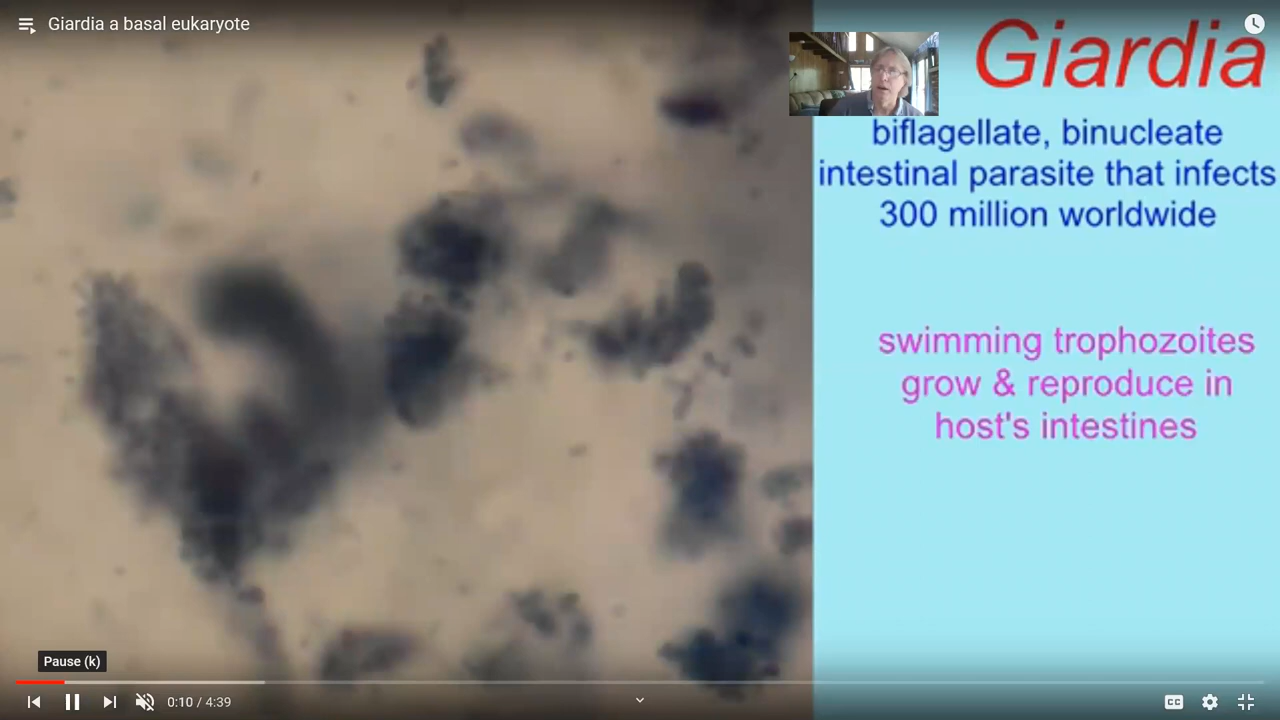 Giardia a basal eukaryote
Giardia
biflagellate, binucleate
intestinal parasite that infects
300 million worldwide
swimming trophozoites
grow & reproduce in
host's intestines
Pause (k)
0:10 / 4:39
CC